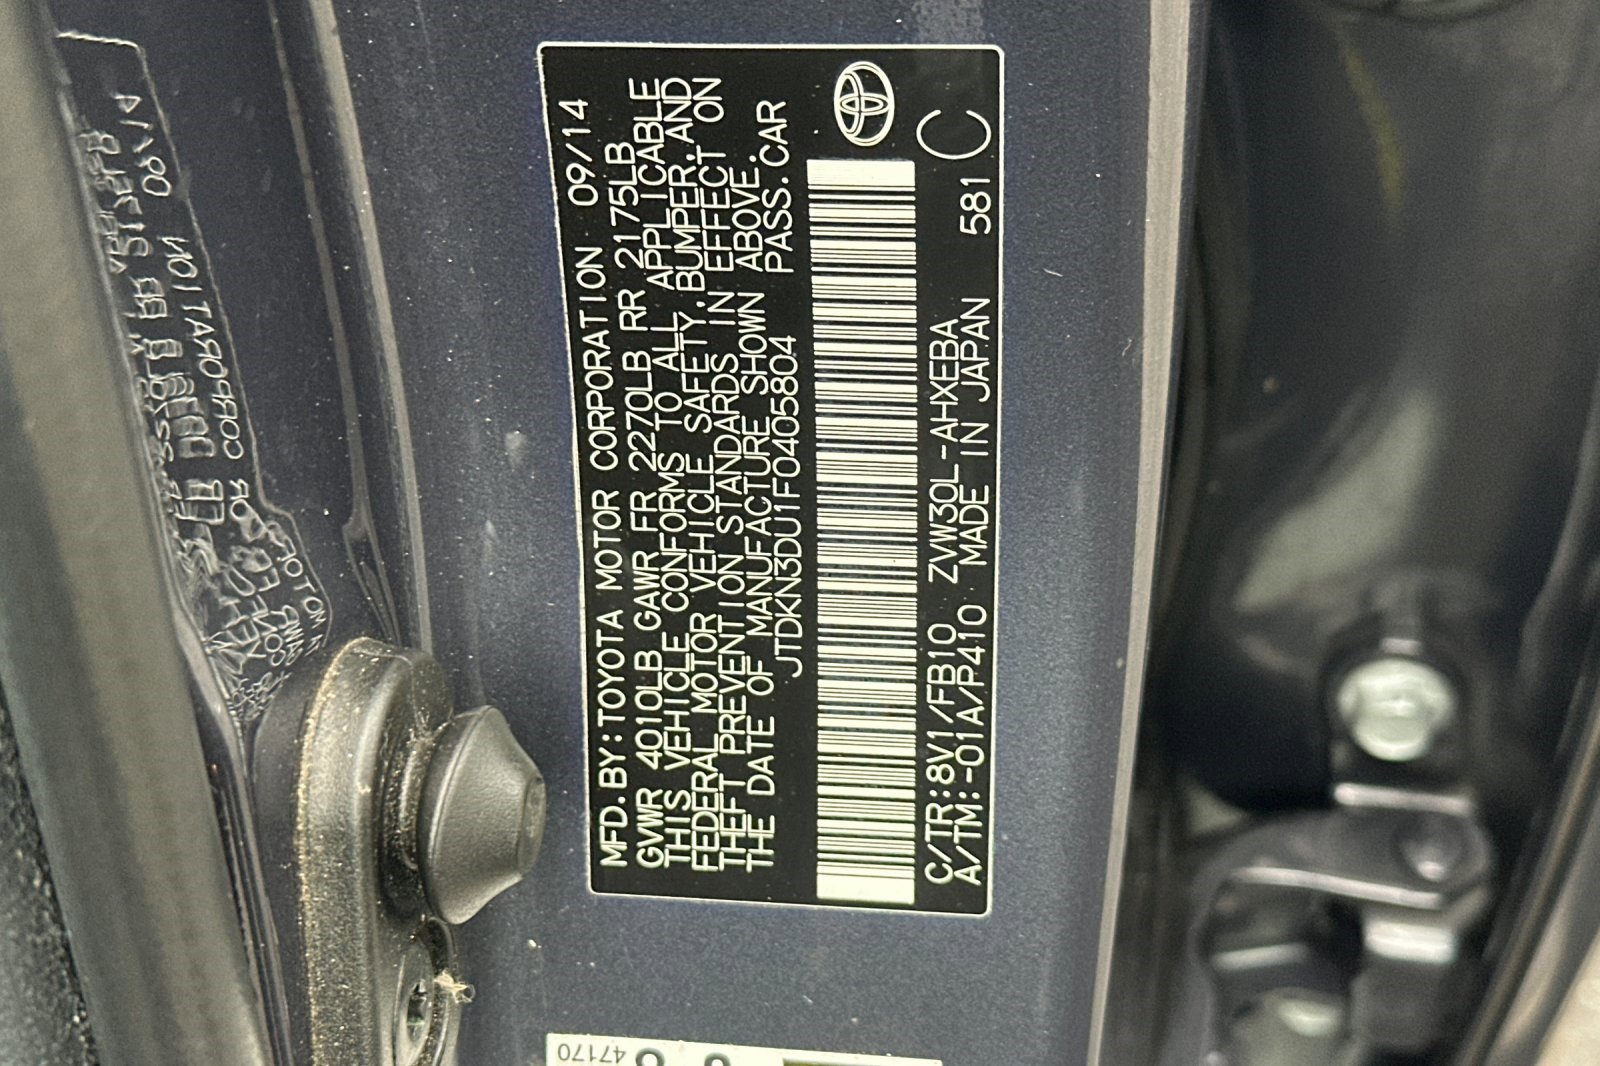 MFD.BY:TOYOTA MOTOR CORPORATION 09/14
GVWR 4010LB GAWR FR 2270LB RR 2175LB
THIS VEHICLE CONFORMS TO ALL APPLICABLE
FEDERAL MOTOR VEHICLE SAFETY,BUMPER,AND
THEFT PREVENTION STANDARDS IN EFFECT ON
THE DATE OF MANUFACTURE SHOWN ABOVE.
JTDKN3DU1F0405804 PASS.CAR
C/TR:8V1/FB10 ZVW30L-AHXEBA 581 C
A/TM:-01A/P410 MADE IN JAPAN
47170